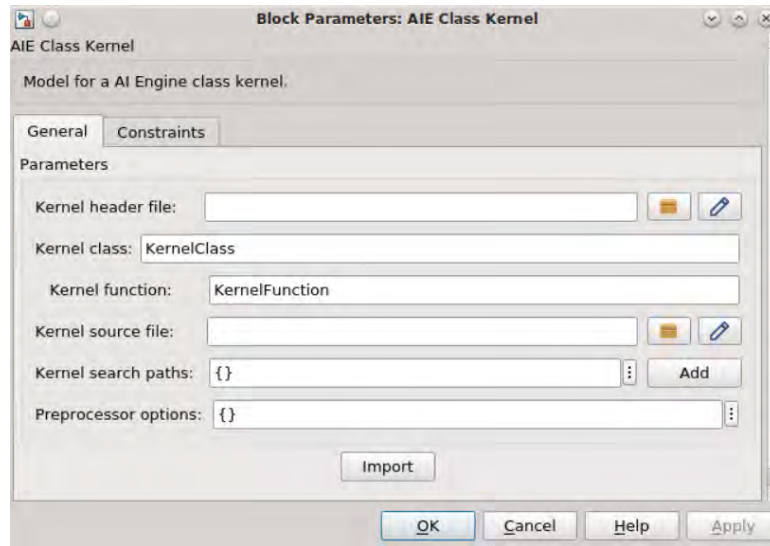 Block Parameters: AIE Class Kernel
AIE Class Kernel
Model for a AI Engine class kernel.
General Constraints
Parameters
Kernel header file:
Kernel class: KernelClass
Kernel function: KernelFunction
Kernel source file:
Kernel search paths: {} Add
Preprocessor options: {}
Import
OK Cancel Help Apply